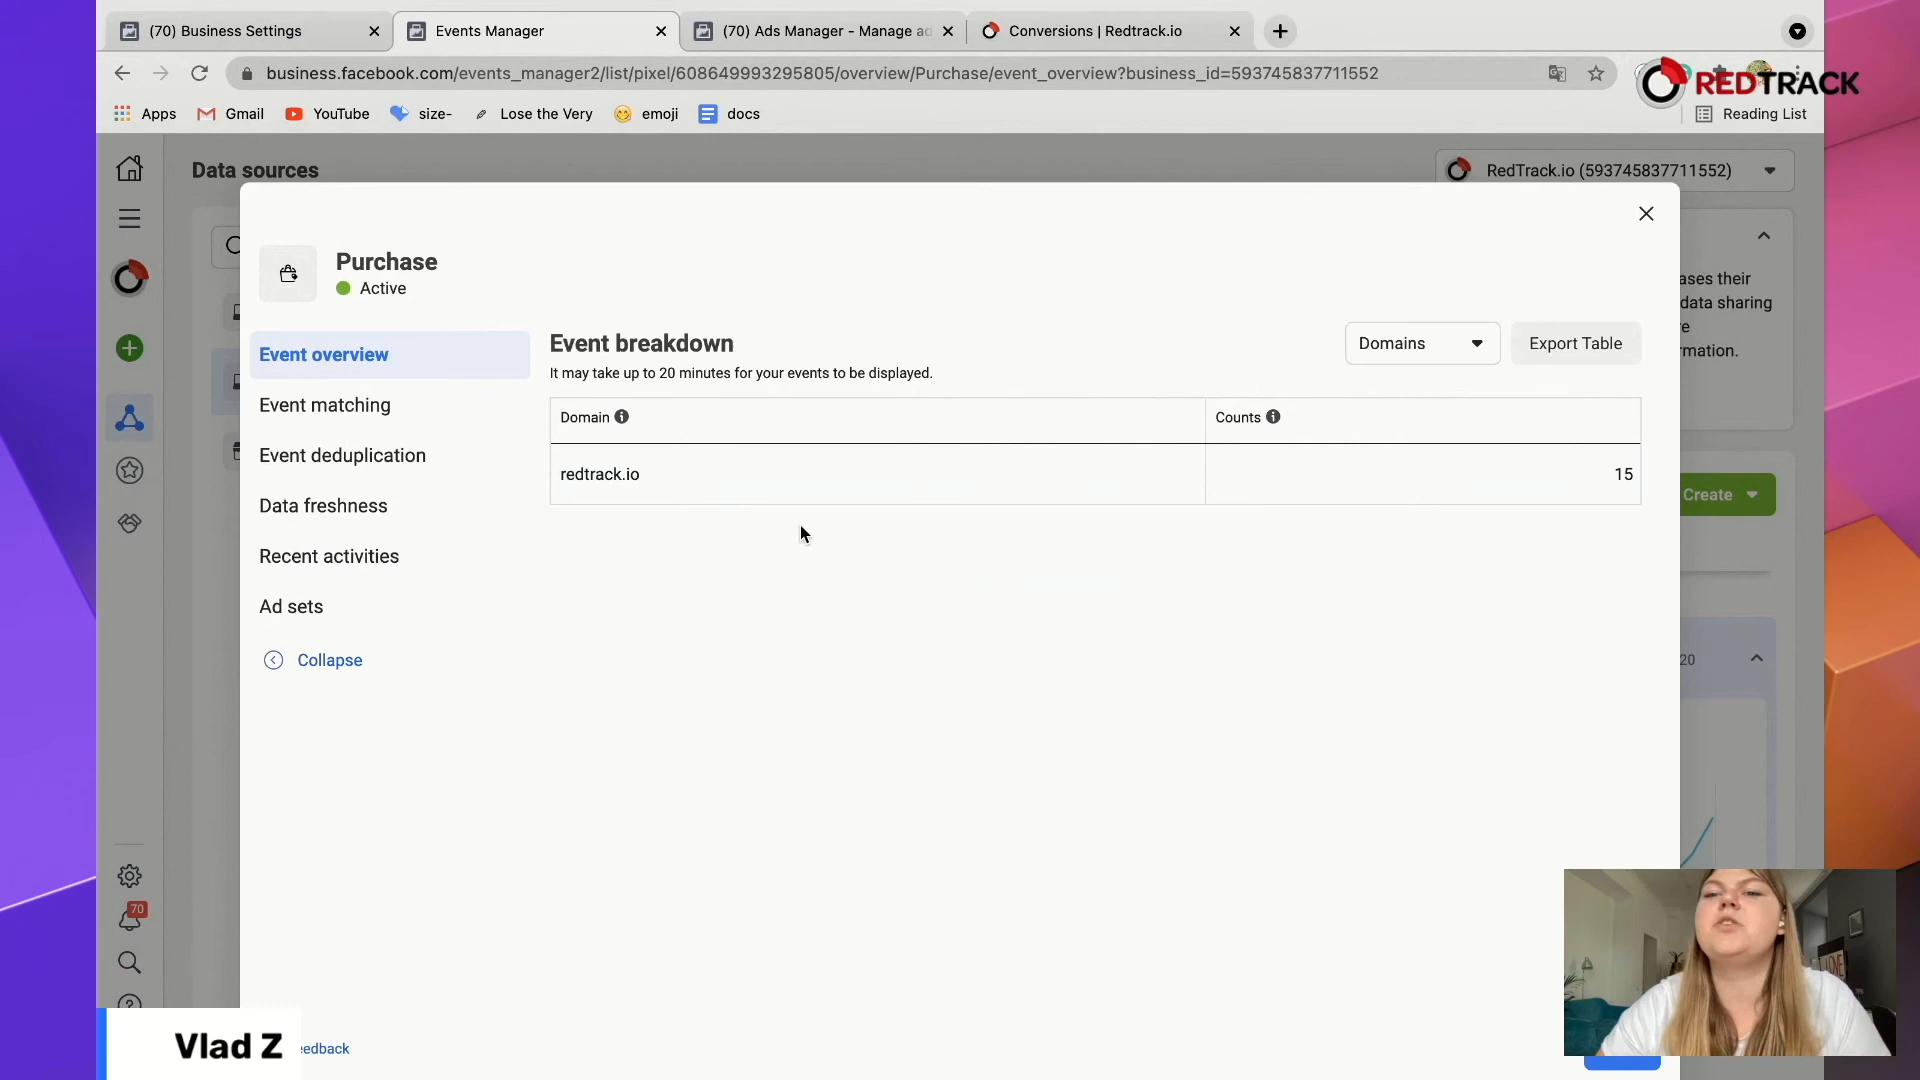 (70) Business Settings
Events Manager
(70) Ads Manager - Manage ad
Conversions | Redtrack.io
business.facebook.com/events_manager2/list/pixel/608649993295805/overview/Purchase/event_overview?business_id=593745837711552
REDTRACK
Apps
Gmail
YouTube
size-
Lose the Very
emoji
docs
Reading List
Data sources
RedTrack.io (593745837711552)
Purchase
Active
ases their
data sharing
re
rmation.
Event overview
Event matching
Event deduplication
Data freshness
Recent activities
Ad sets
Collapse
Event breakdown
It may take up to 20 minutes for your events to be displayed.
Domains
Export Table
Domain
Counts
redtrack.io
15
Create
20
70
Vlad Z
eedback